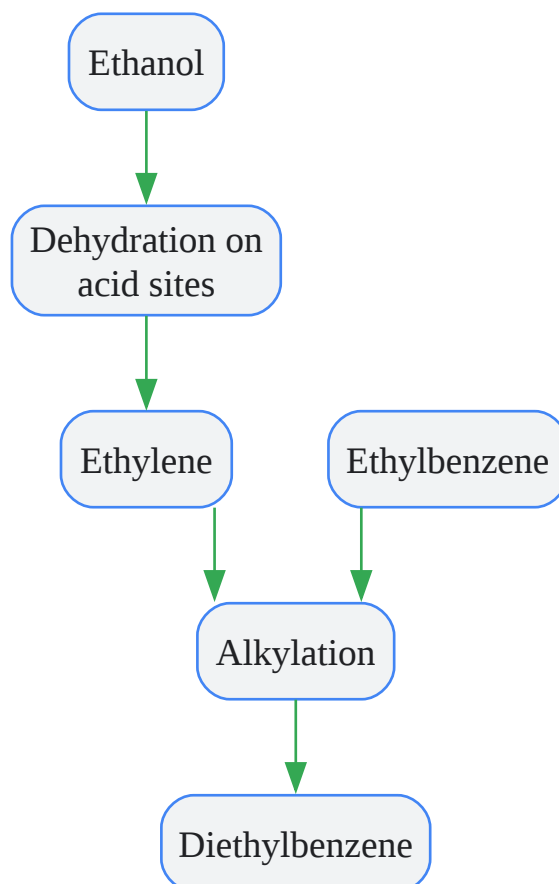 Ethanol
Dehydration on
acid sites
Ethylene
Ethylbenzene
Alkylation
Diethylbenzene